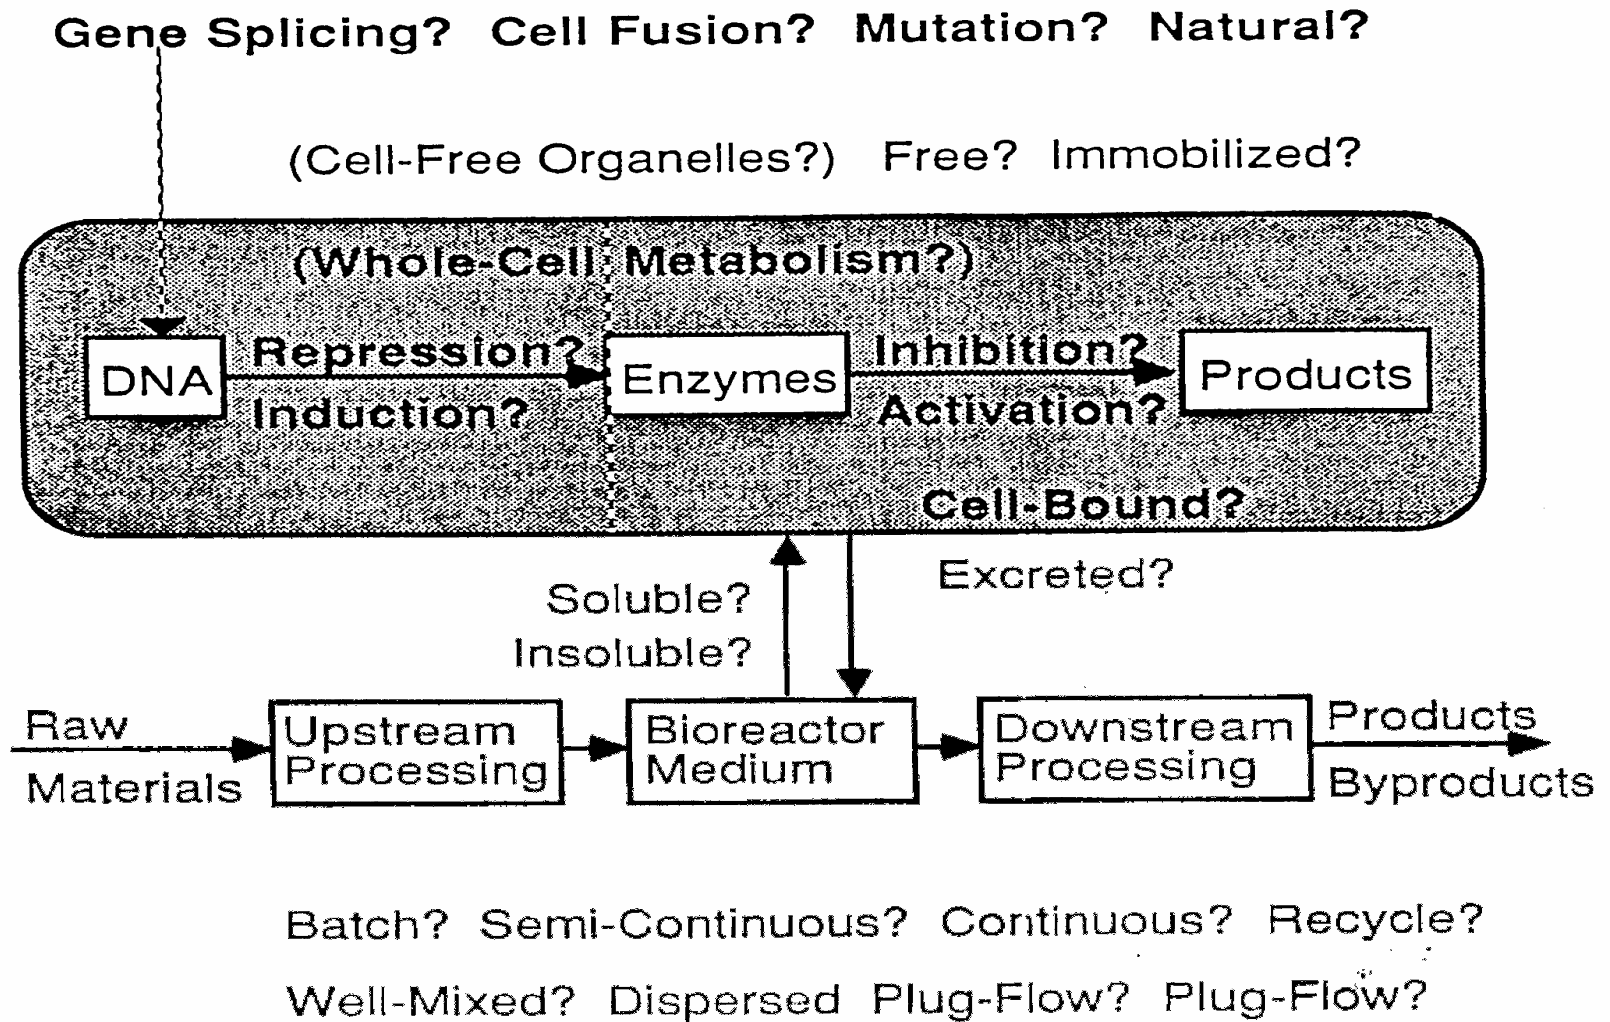 Gene Splicing? Cell Fusion? Mutation? Natural?
(Cell-Free Organelles?) Free? Immobilized?
(Whole-Cell Metabolism?)
DNA
Repression?
Induction?
Enzymes
Inhibition?
Activation?
Products
Cell-Bound?
Soluble?
Insoluble?
Excreted?
Raw
Materials
Upstream
Processing
Bioreactor
Medium
Downstream
Processing
Products
Byproducts
Batch? Semi-Continuous? Continuous? Recycle?
Well-Mixed? Dispersed Plug-Flow? Plug-Flow?